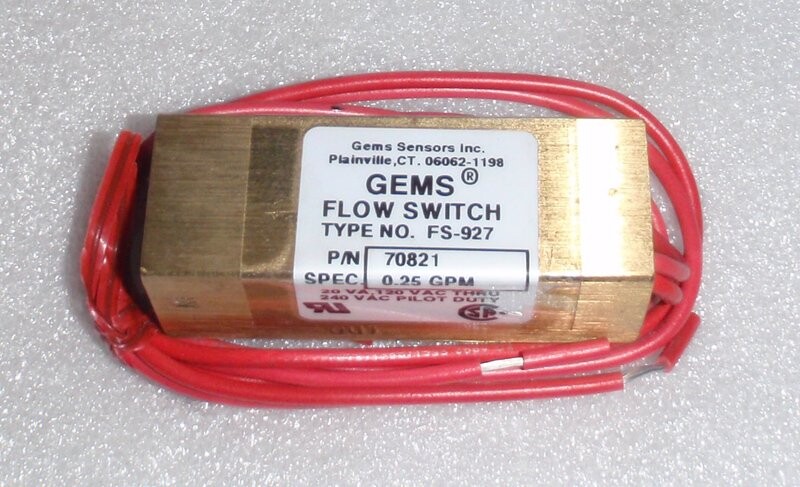 Gems Sensors Inc.
Plainville, CT. 06062-1198
GEMS®
FLOW SWITCH
TYPE NO. FS-927
P/N 70821
SPEC. 0.25 GPM
20 VA,120 VAC THRU
240 VAC PILOT DUTY